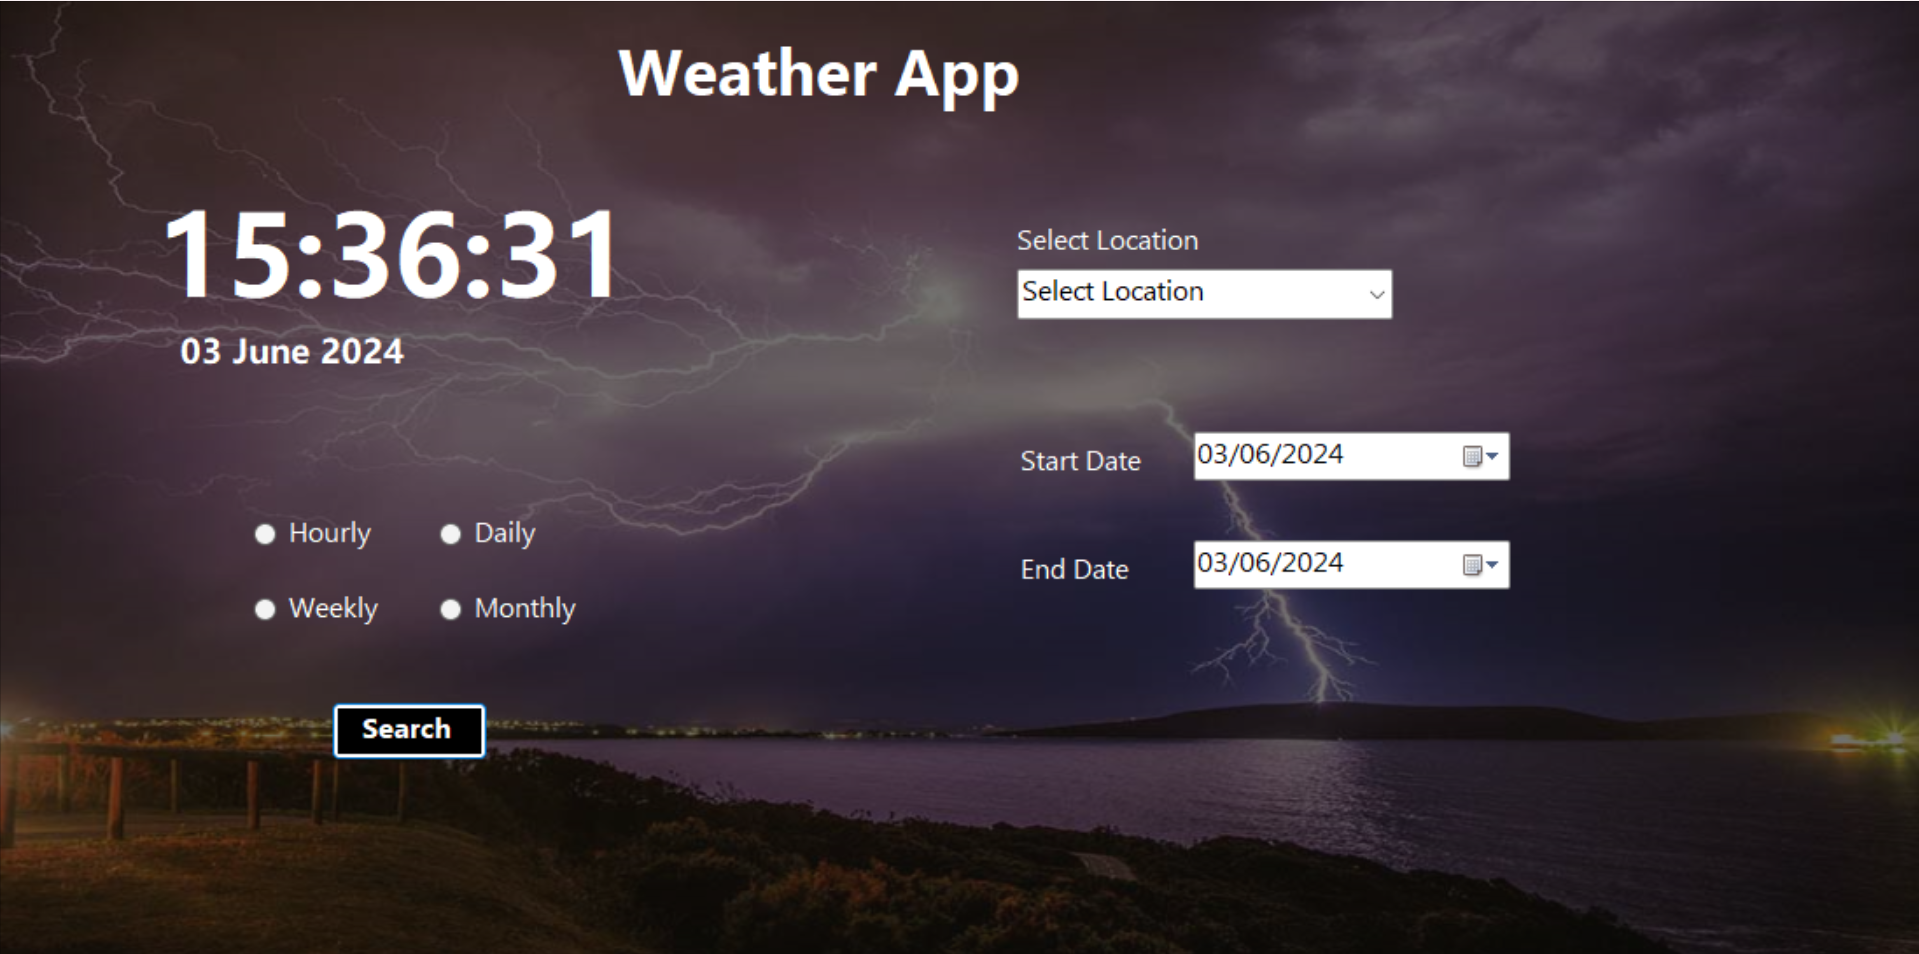 Weather App
15:36:31
03 June 2024
Select Location
Select Location
Start Date 03/06/2024
End Date 03/06/2024
Hourly Daily
Weekly Monthly
Search